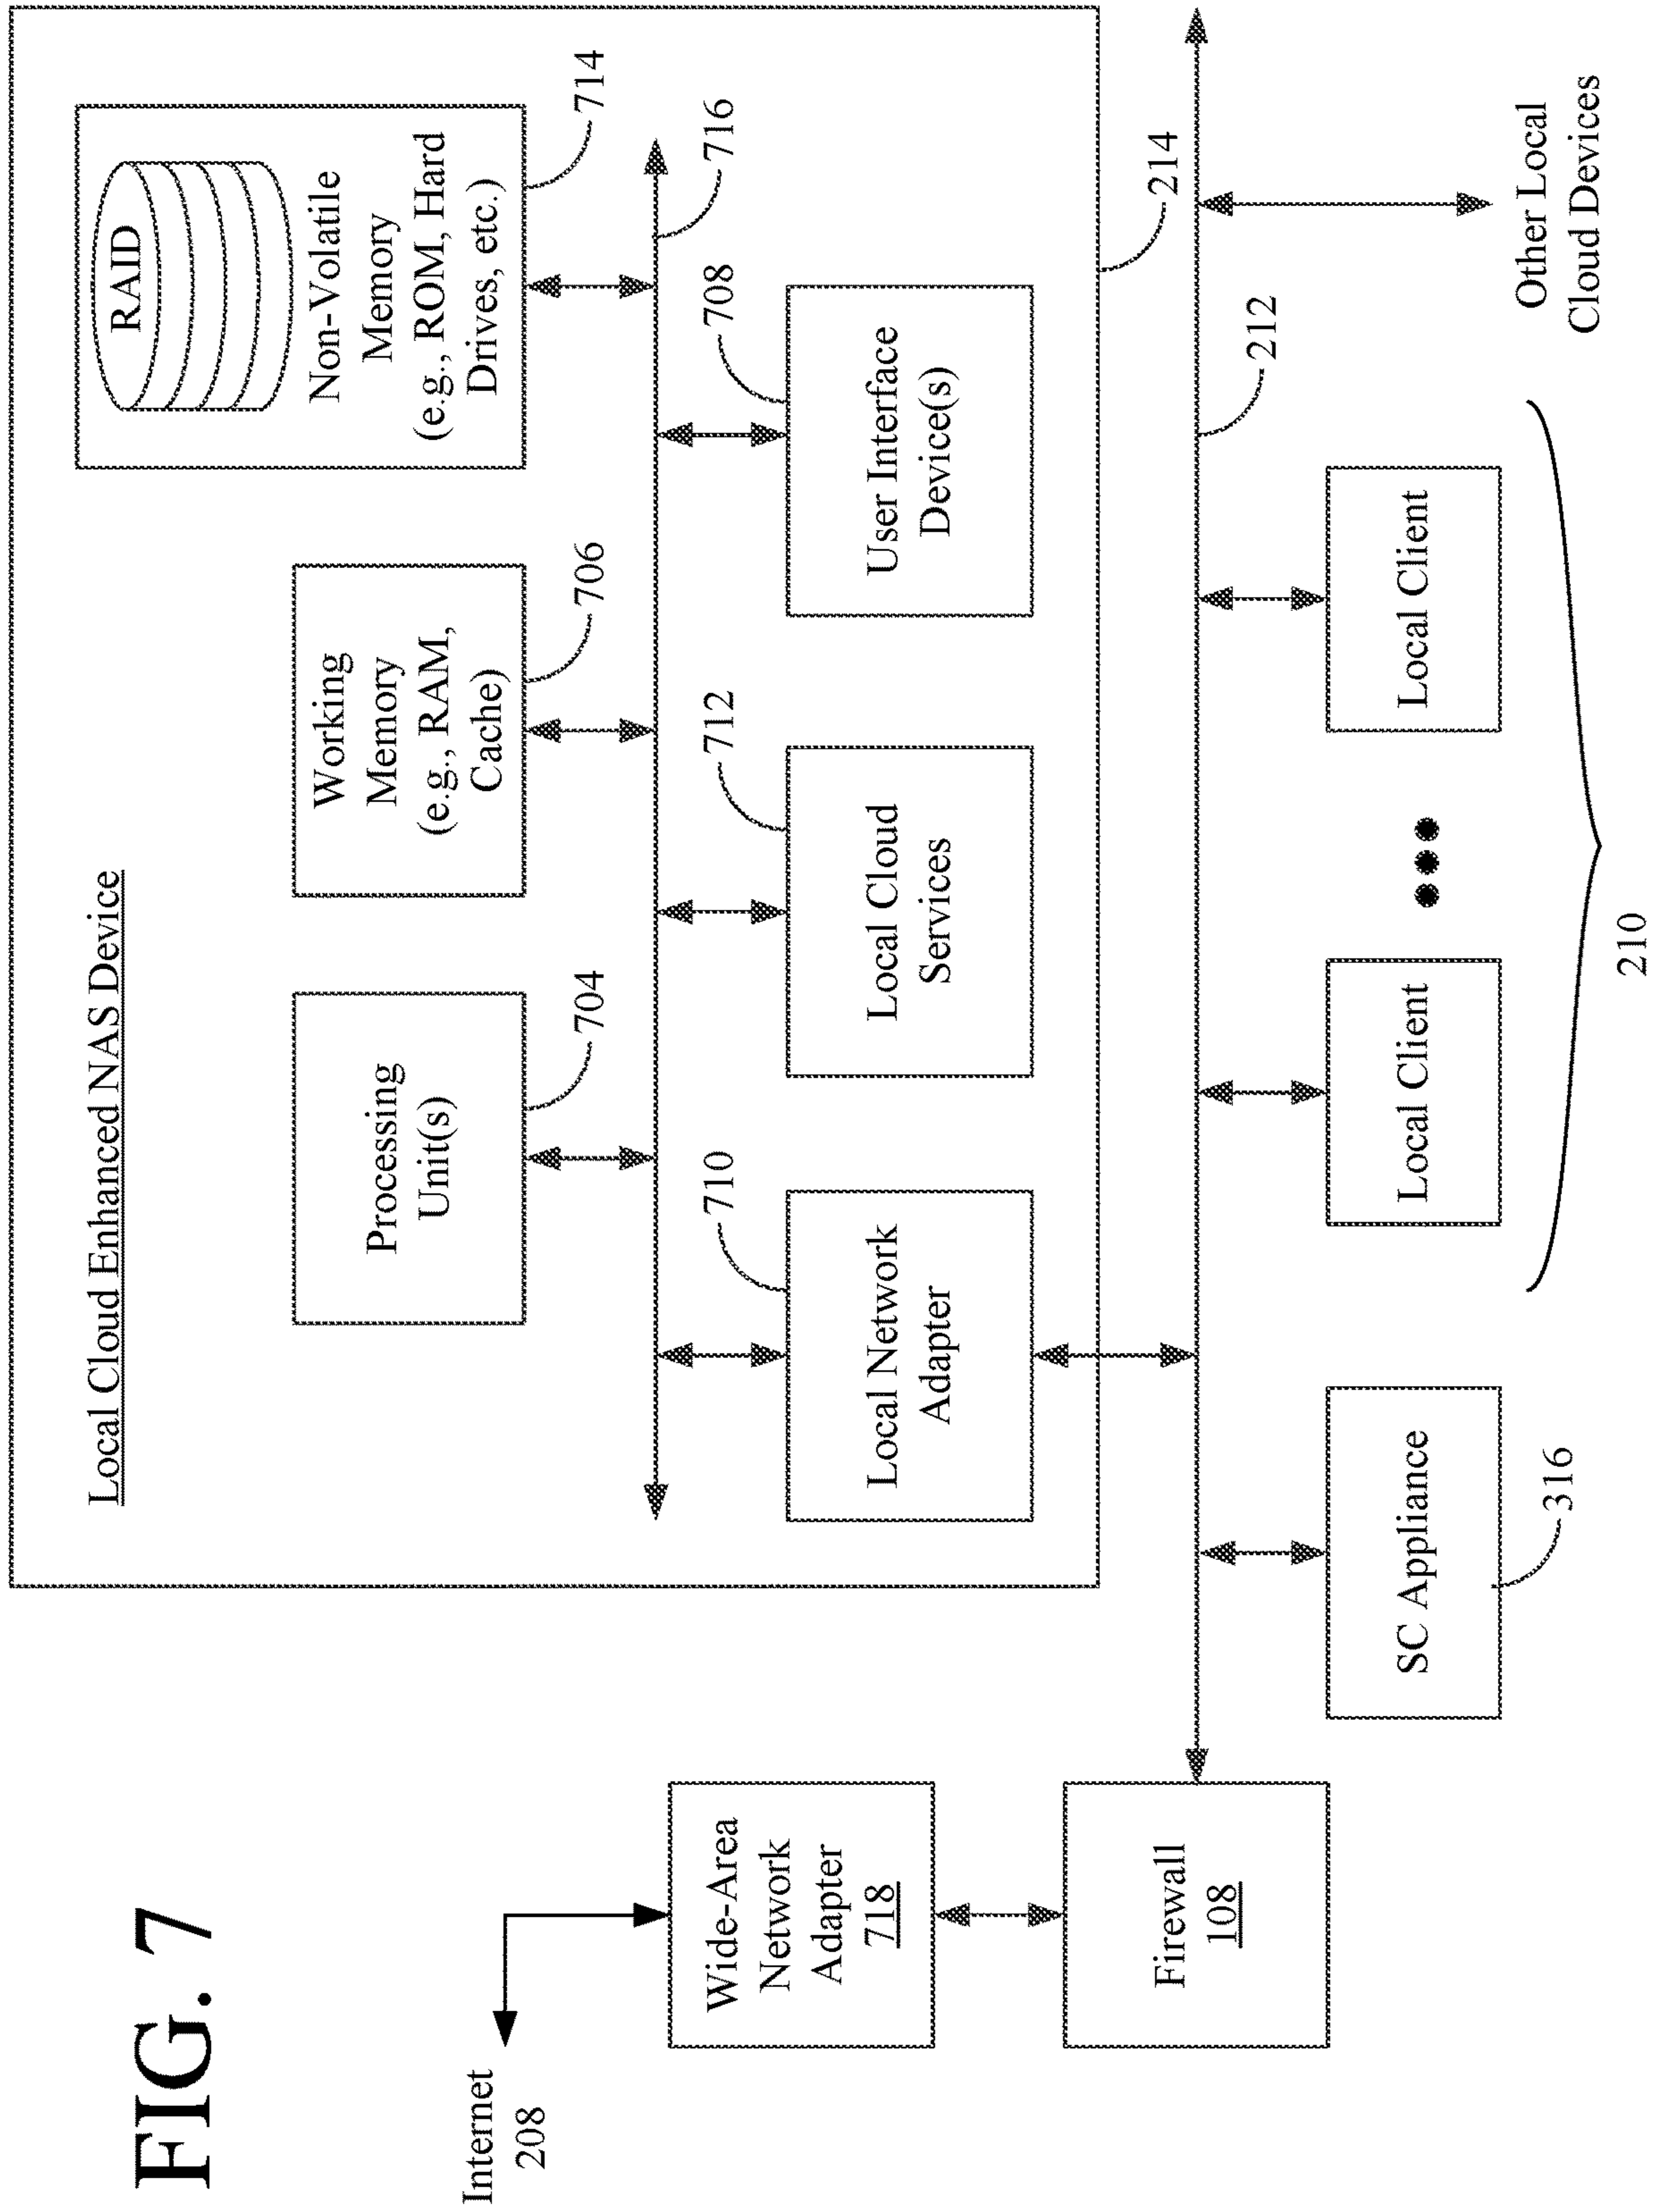 FIG. 7
Local Cloud Enhanced NAS Device
RAID
Non-Volatile
Memory
(e.g., ROM, Hard
Drives, etc.)
714
Working
Memory
(e.g., RAM,
Cache)
706
Processing
Unit(s)
704
716
710
712
708
Local Network
Adapter
Local Cloud
Services
User Interface
Device(s)
214
Internet
208
Wide-Area
Network
Adapter
718
Firewall
108
212
SC Appliance
316
Local Client
Local Client
210
Other Local
Cloud Devices